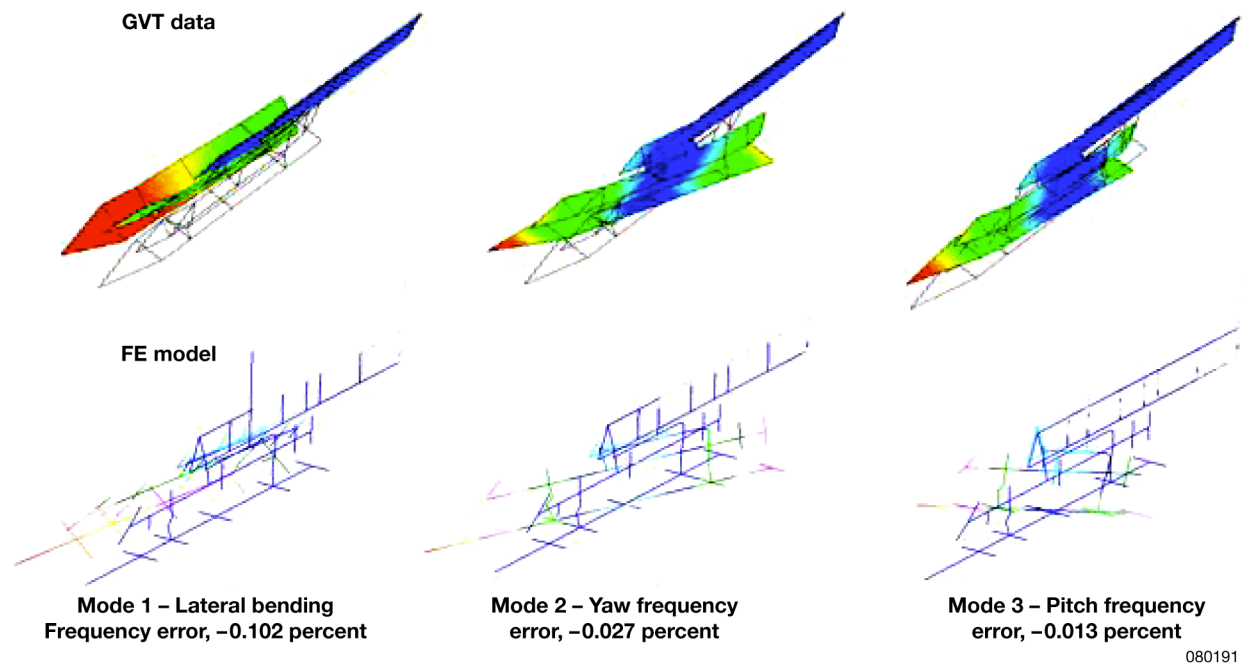 GVT data
FE model
Mode 1 – Lateral bending
Frequency error, −0.102 percent
Mode 2 – Yaw frequency
error, −0.027 percent
Mode 3 – Pitch frequency
error, −0.013 percent
080191